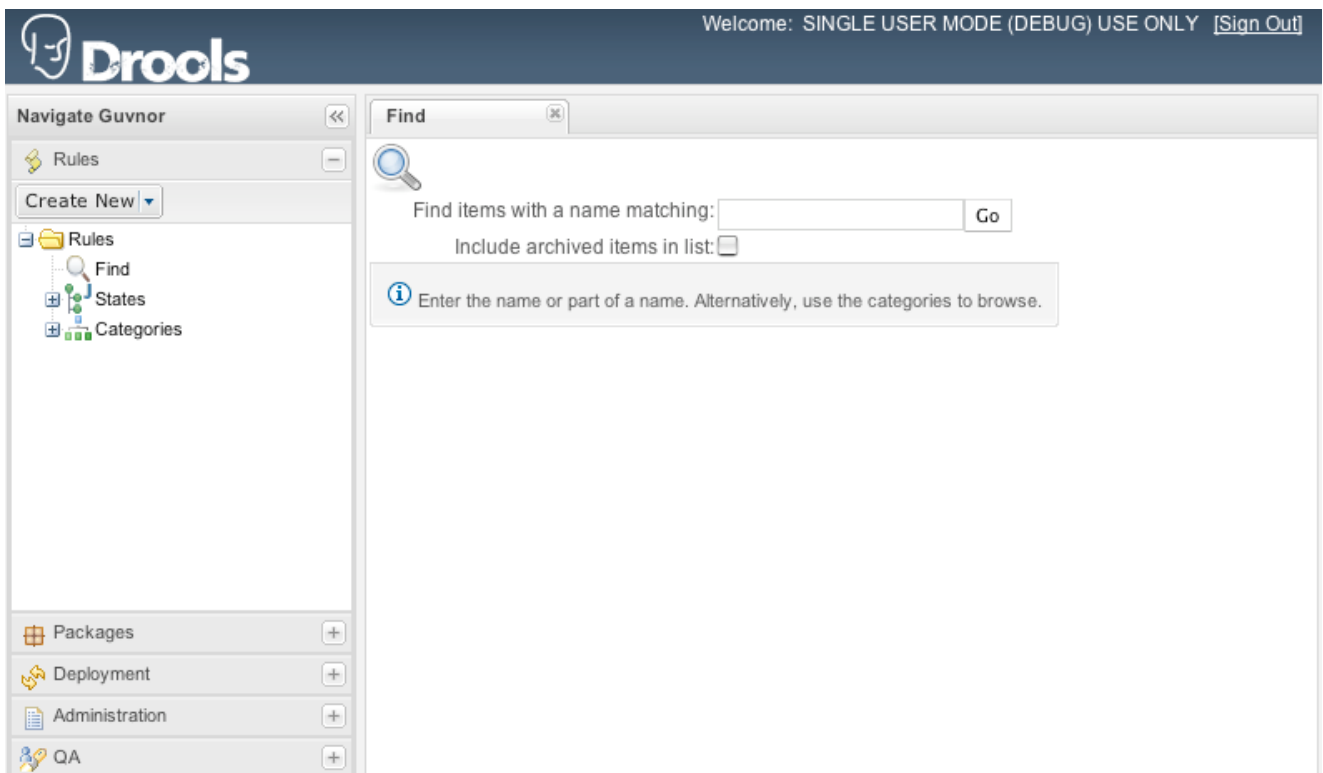 Welcome: SINGLE USER MODE (DEBUG) USE ONLY [Sign Out]
Drools
Navigate Guvnor
Rules
Create New
Rules
Find
States
Categories
Packages
Deployment
Administration
QA
Find
Find items with a name matching:
Go
Include archived items in list:
Enter the name or part of a name. Alternatively, use the categories to browse.